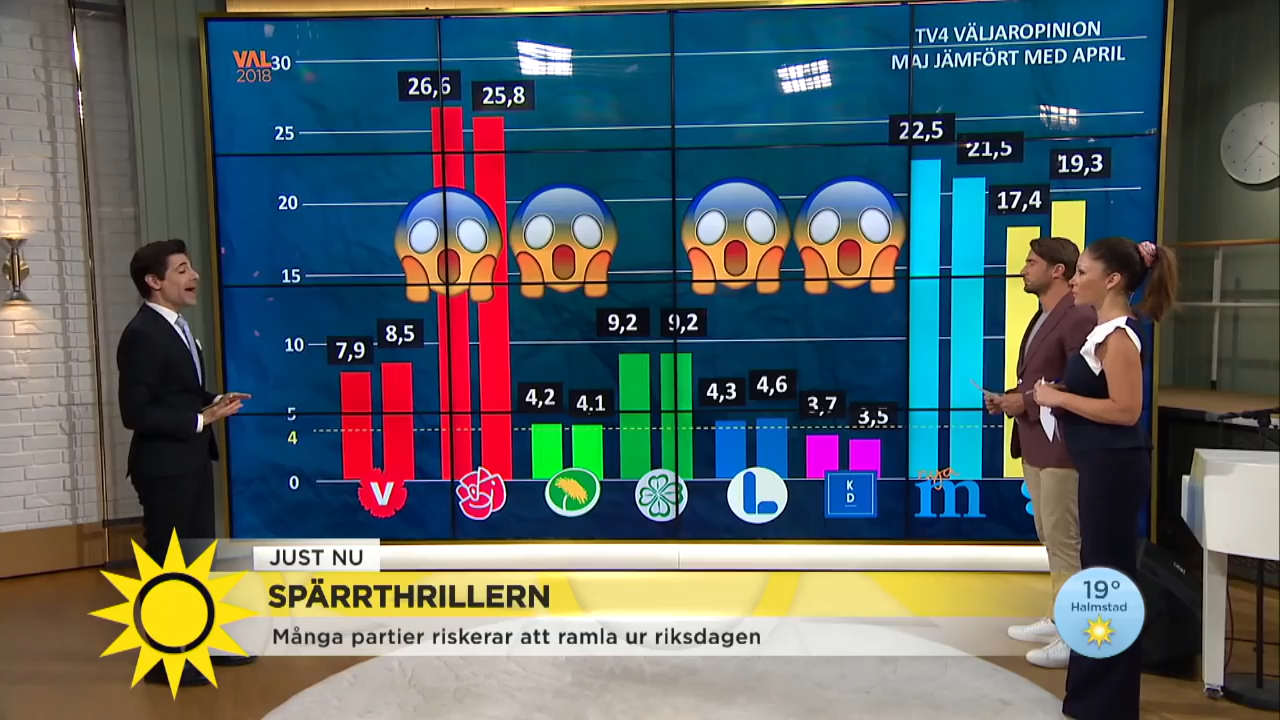 VAL
2018
TV4 VÄLJAROPINION
MAJ JÄMFÖRT MED APRIL
30
25
20
15
10
5
4
0
7,9
8,5
26,6
25,8
4,2
4,1
9,2
9,2
4,3
4,6
3,7
3,5
22,5
21,5
17,4
19,3
V
L
K
D
nya
m
JUST NU
SPÄRRTHRILLERN
Många partier riskerar att ramla ur riksdagen
19°
Halmstad